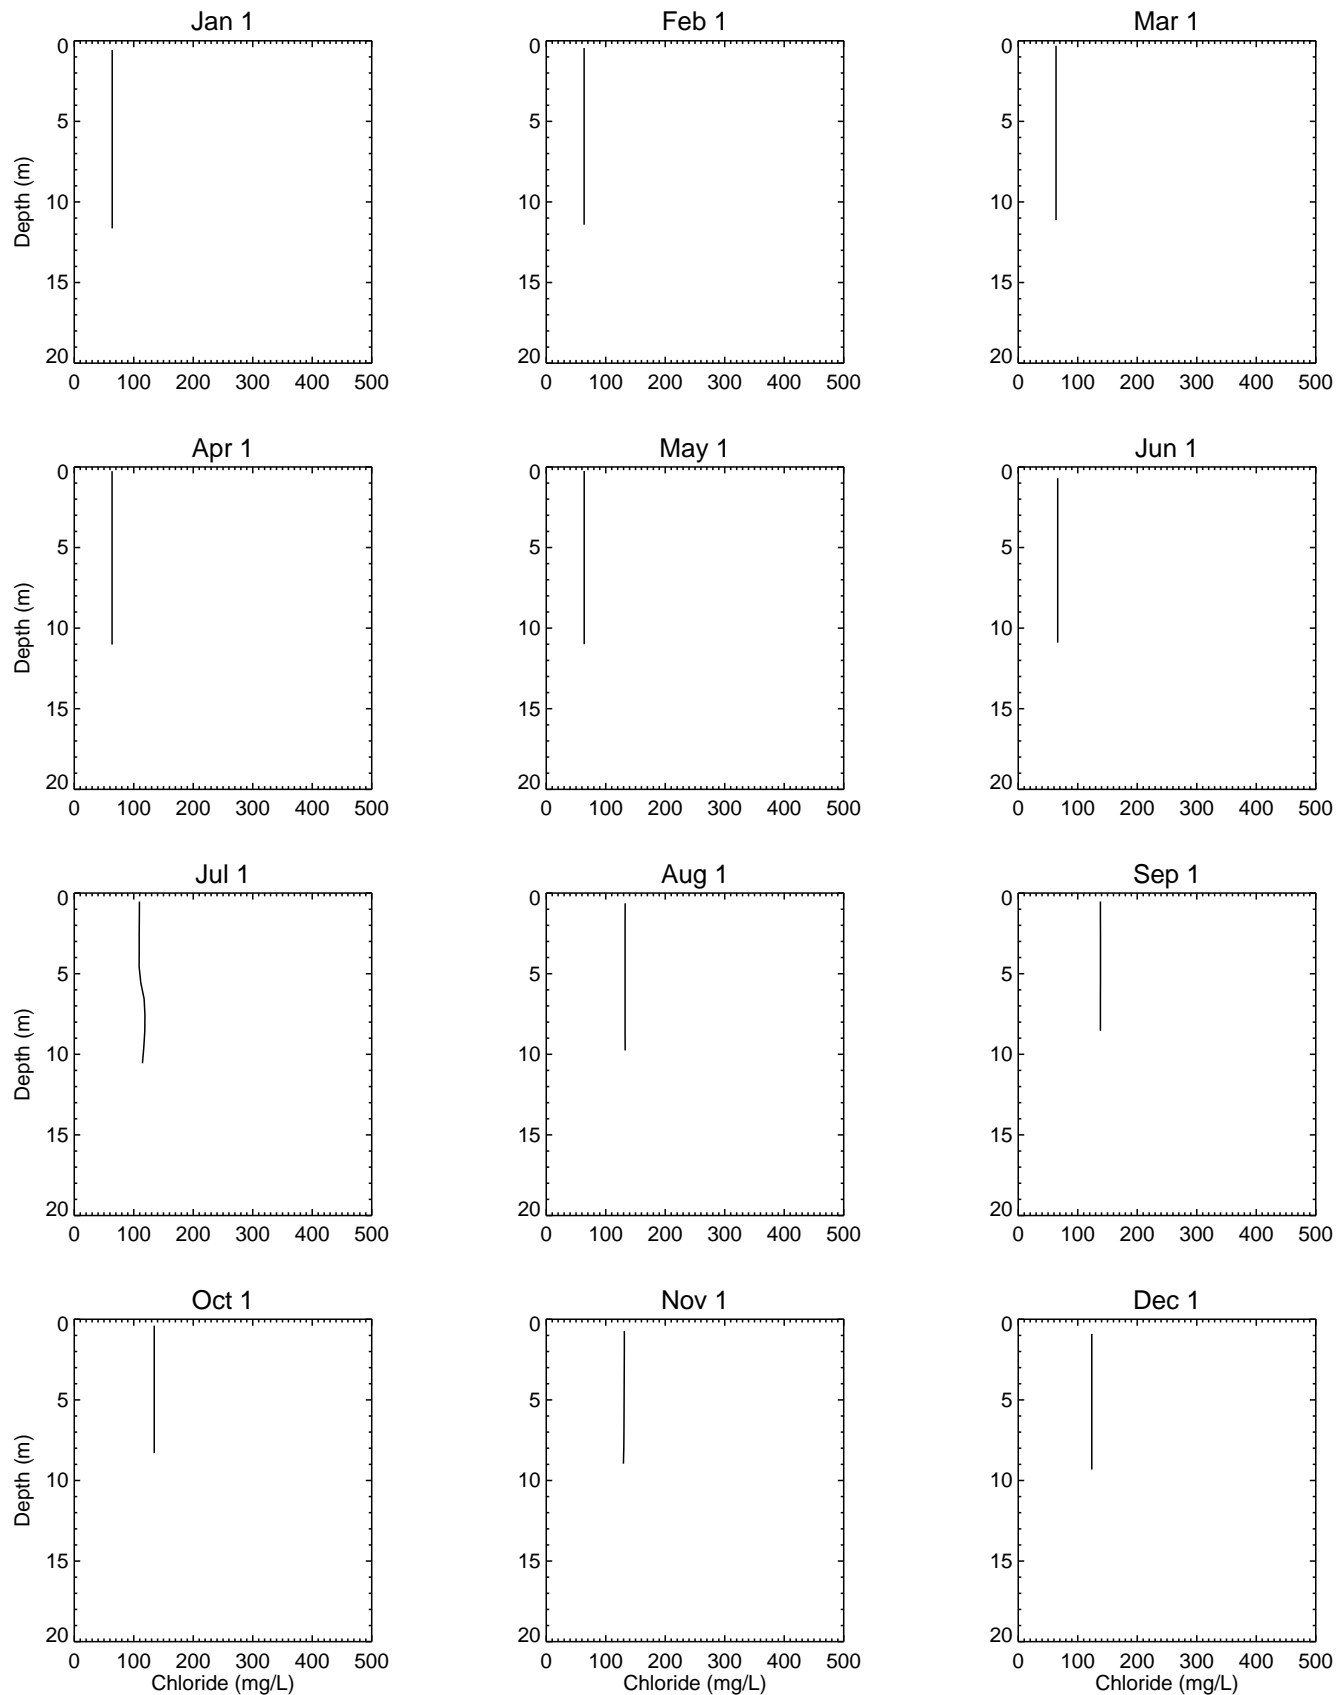 Jan 1 Feb 1 Mar 1
0 0 0
5 5 5
Depth (m)
10 10 10
15 15 15
20 20 20
0 100 200 300 400 500 0 100 200 300 400 500 0 100 200 300 400 500
Apr 1 May 1 Jun 1
0 0 0
5 5 5
Depth (m)
10 10 10
15 15 15
20 20 20
0 100 200 300 400 500 0 100 200 300 400 500 0 100 200 300 400 500
Jul 1 Aug 1 Sep 1
0 0 0
5 5 5
Depth (m)
10 10 10
15 15 15
20 20 20
0 100 200 300 400 500 0 100 200 300 400 500 0 100 200 300 400 500
Oct 1 Nov 1 Dec 1
0 0 0
5 5 5
Depth (m)
10 10 10
15 15 15
20 20 20
0 100 200 300 400 500 0 100 200 300 400 500 0 100 200 300 400 500
Chloride (mg/L) Chloride (mg/L) Chloride (mg/L)